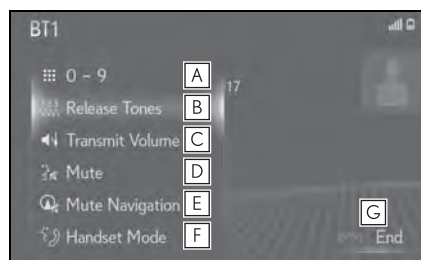 BT1
0 – 9 A
17
Release Tones B
Transmit Volume C
Mute D
Mute Navigation E
Handset Mode F
G
End